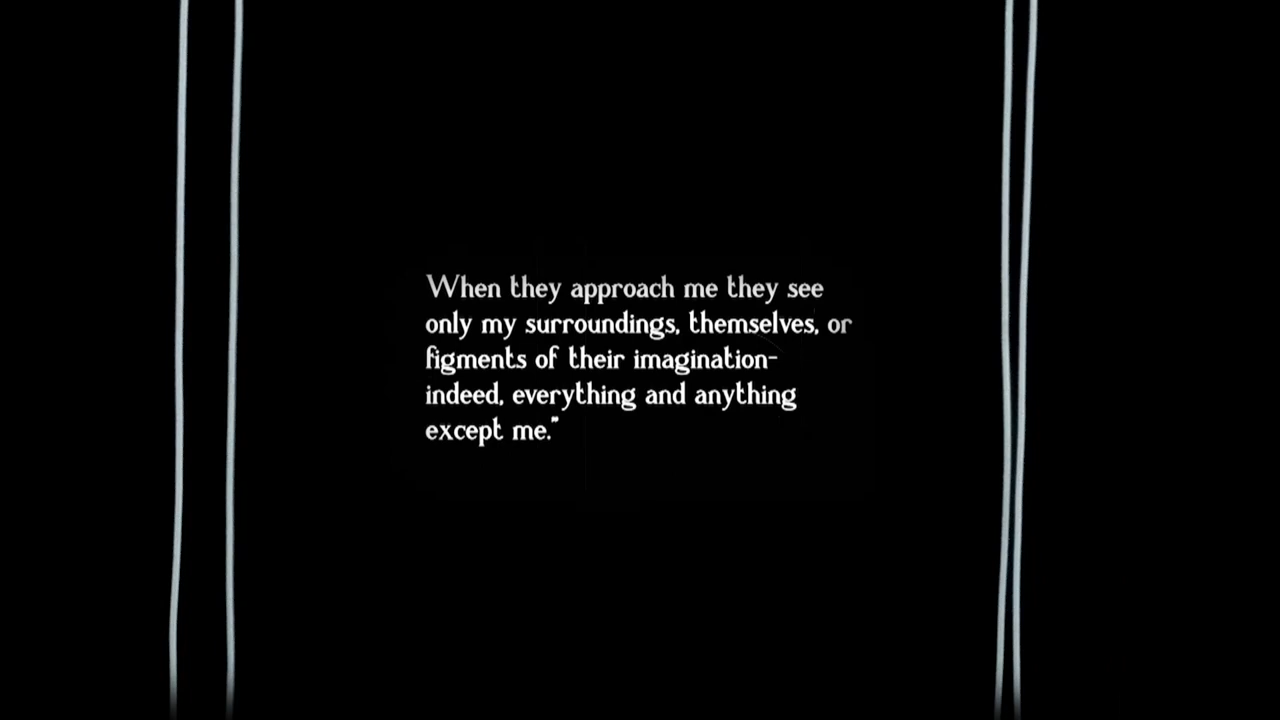 When they approach me they see
only my surroundings, themselves, or
figments of their imagination-
indeed, everything and anything
except me."